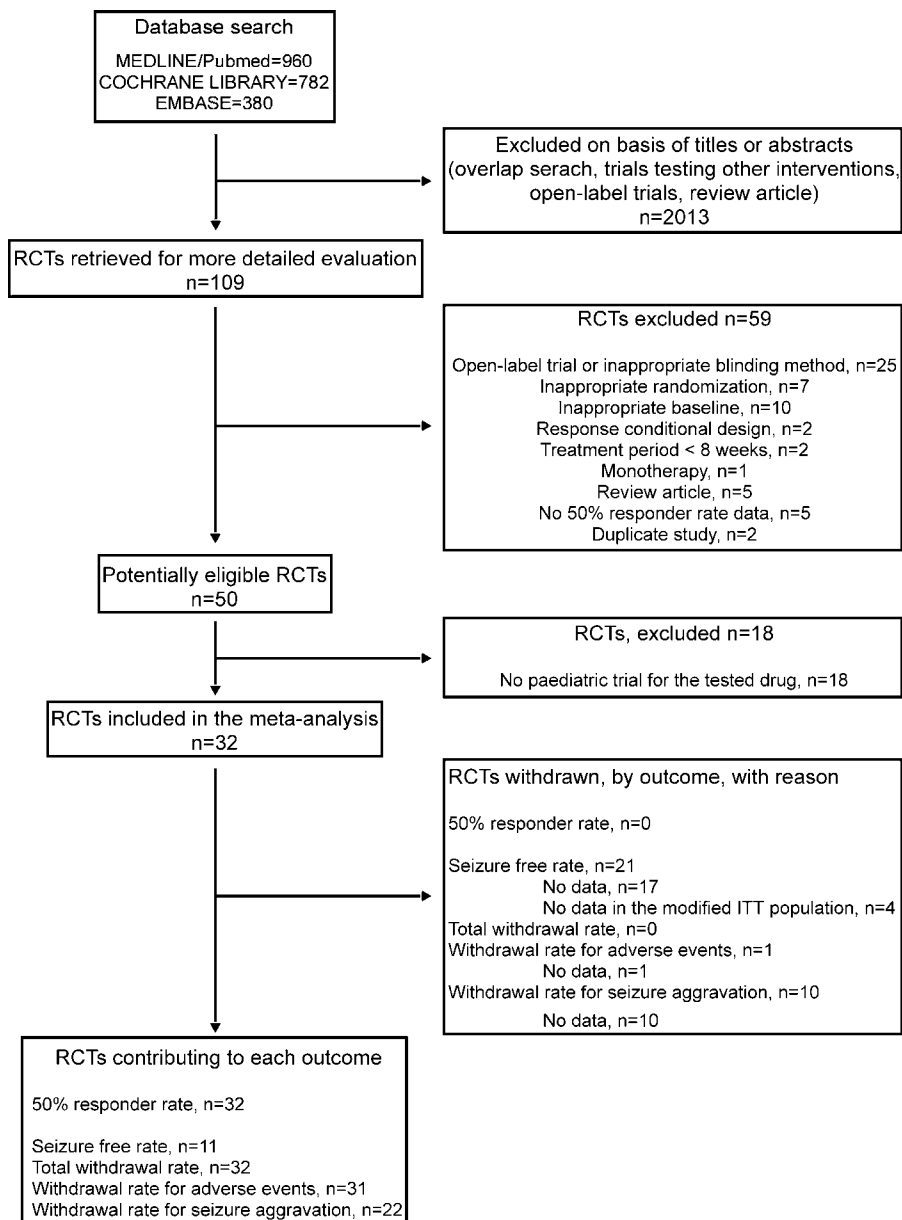 Database search
MEDLINE/Pubmed=960
COCHRANE LIBRARY=782
EMBASE=380
Excluded on basis of titles or abstracts
(overlap serach, trials testing other interventions,
open-label trials, review article)
n=2013
RCTs retrieved for more detailed evaluation
n=109
RCTs excluded n=59
Open-label trial or inappropriate blinding method, n=25
Inappropriate randomization, n=7
Inappropriate baseline, n=10
Response conditional design, n=2
Treatment period < 8 weeks, n=2
Monotherapy, n=1
Review article, n=5
No 50% responder rate data, n=5
Duplicate study, n=2
Potentially eligible RCTs
n=50
RCTs, excluded n=18
No paediatric trial for the tested drug, n=18
RCTs included in the meta-analysis
n=32
RCTs withdrawn, by outcome, with reason
50% responder rate, n=0
Seizure free rate, n=21
No data, n=17
No data in the modified ITT population, n=4
Total withdrawal rate, n=0
Withdrawal rate for adverse events, n=1
No data, n=1
Withdrawal rate for seizure aggravation, n=10
No data, n=10
RCTs contributing to each outcome
50% responder rate, n=32
Seizure free rate, n=11
Total withdrawal rate, n=32
Withdrawal rate for adverse events, n=31
Withdrawal rate for seizure aggravation, n=22